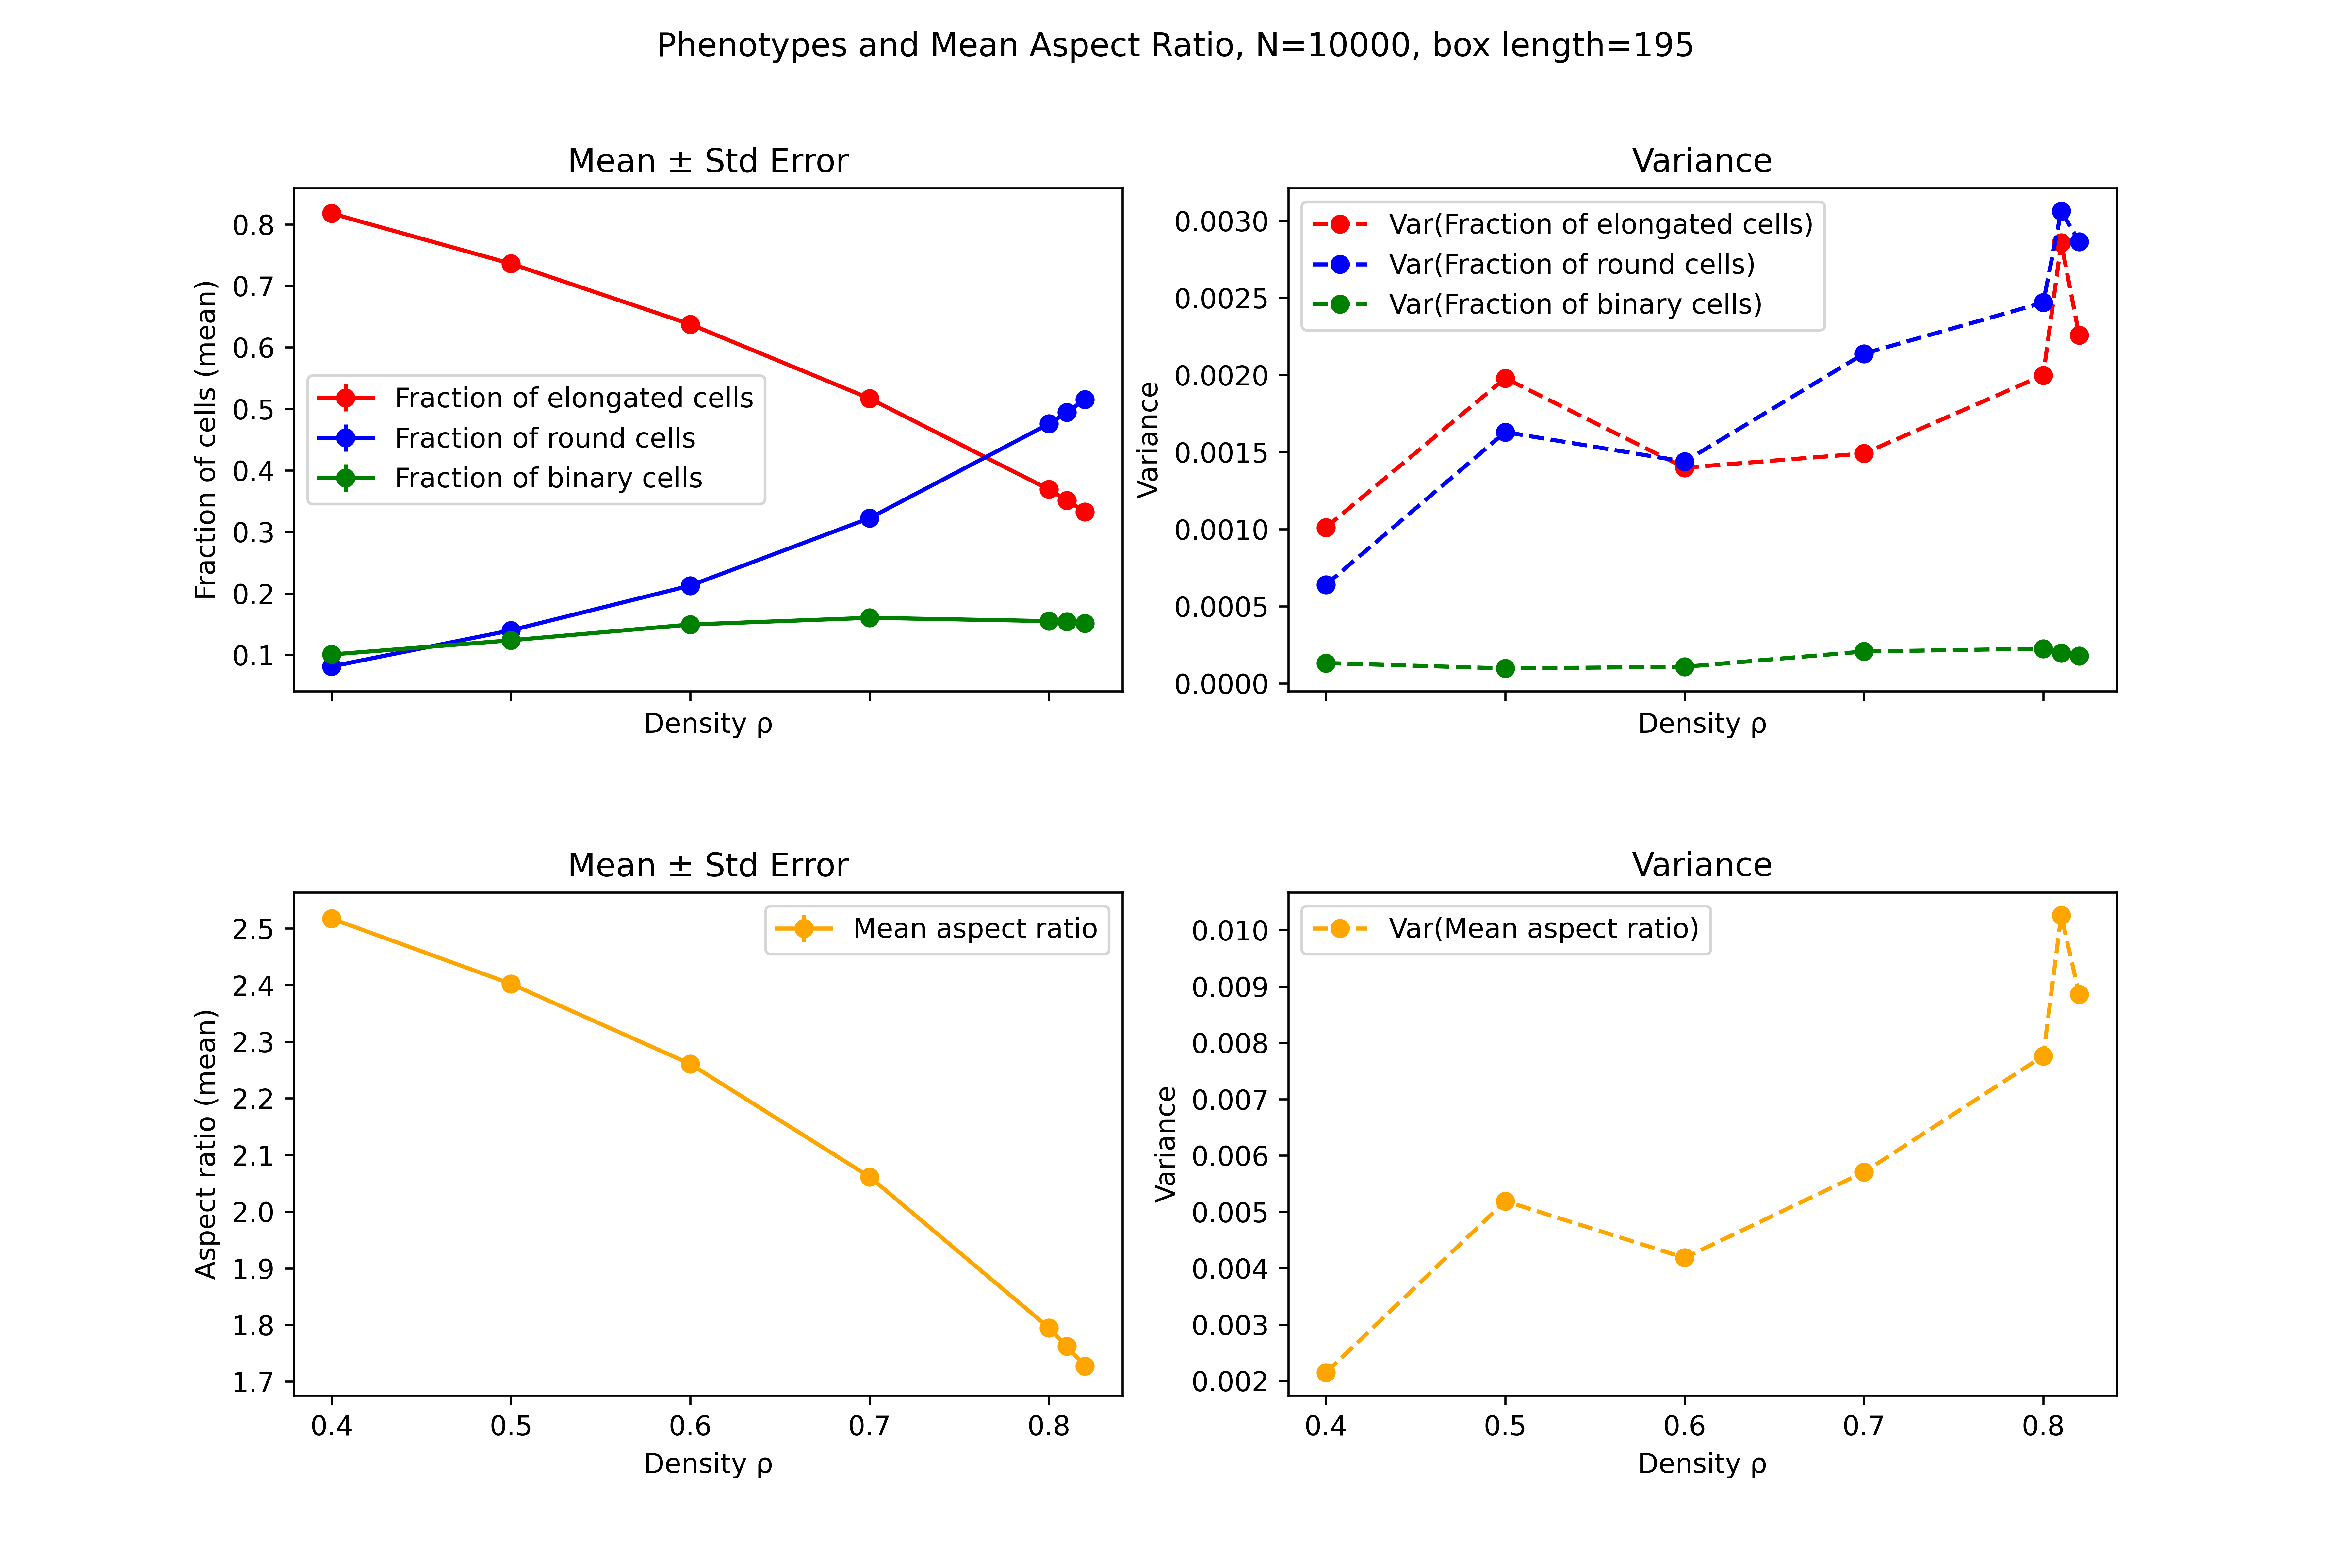 Phenotypes and Mean Aspect Ratio, N=10000, box length=195
Mean ± Std Error
Fraction of cells (mean)
0.8
0.7
0.6
0.5
0.4
0.3
0.2
0.1
Fraction of elongated cells
Fraction of round cells
Fraction of binary cells
Density ρ
Variance
Variance
0.0030
0.0025
0.0020
0.0015
0.0010
0.0005
0.0000
Var(Fraction of elongated cells)
Var(Fraction of round cells)
Var(Fraction of binary cells)
Density ρ
Mean ± Std Error
Aspect ratio (mean)
2.5
2.4
2.3
2.2
2.1
2.0
1.9
1.8
1.7
Mean aspect ratio
0.4 0.5 0.6 0.7 0.8
Density ρ
Variance
Variance
0.010
0.009
0.008
0.007
0.006
0.005
0.004
0.003
0.002
Var(Mean aspect ratio)
0.4 0.5 0.6 0.7 0.8
Density ρ